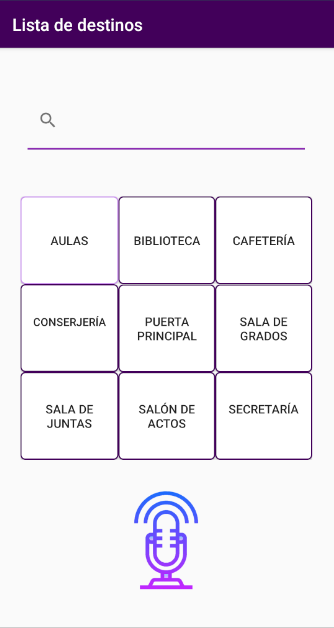 Lista de destinos
AULAS
BIBLIOTECA
CAFETERÍA
CONSERJERÍA
PUERTA
PRINCIPAL
SALA DE
GRADOS
SALA DE
JUNTAS
SALÓN DE
ACTOS
SECRETARÍA